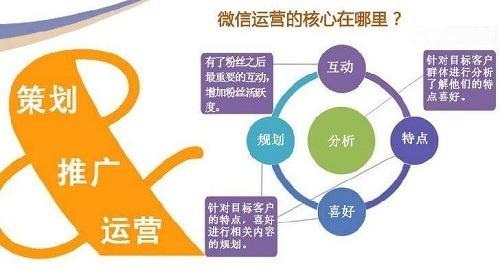 微信运营的核心在哪里？
策划
推广
运营
有了粉丝之后
最重要的互动，
增加粉丝活跃
度。
互动
针对目标客户
群体进行分析
了解他们的特
点喜好。
规划
分析
特点
喜好
针对目标客户
的特点，喜好
进行相关内容
的规划。